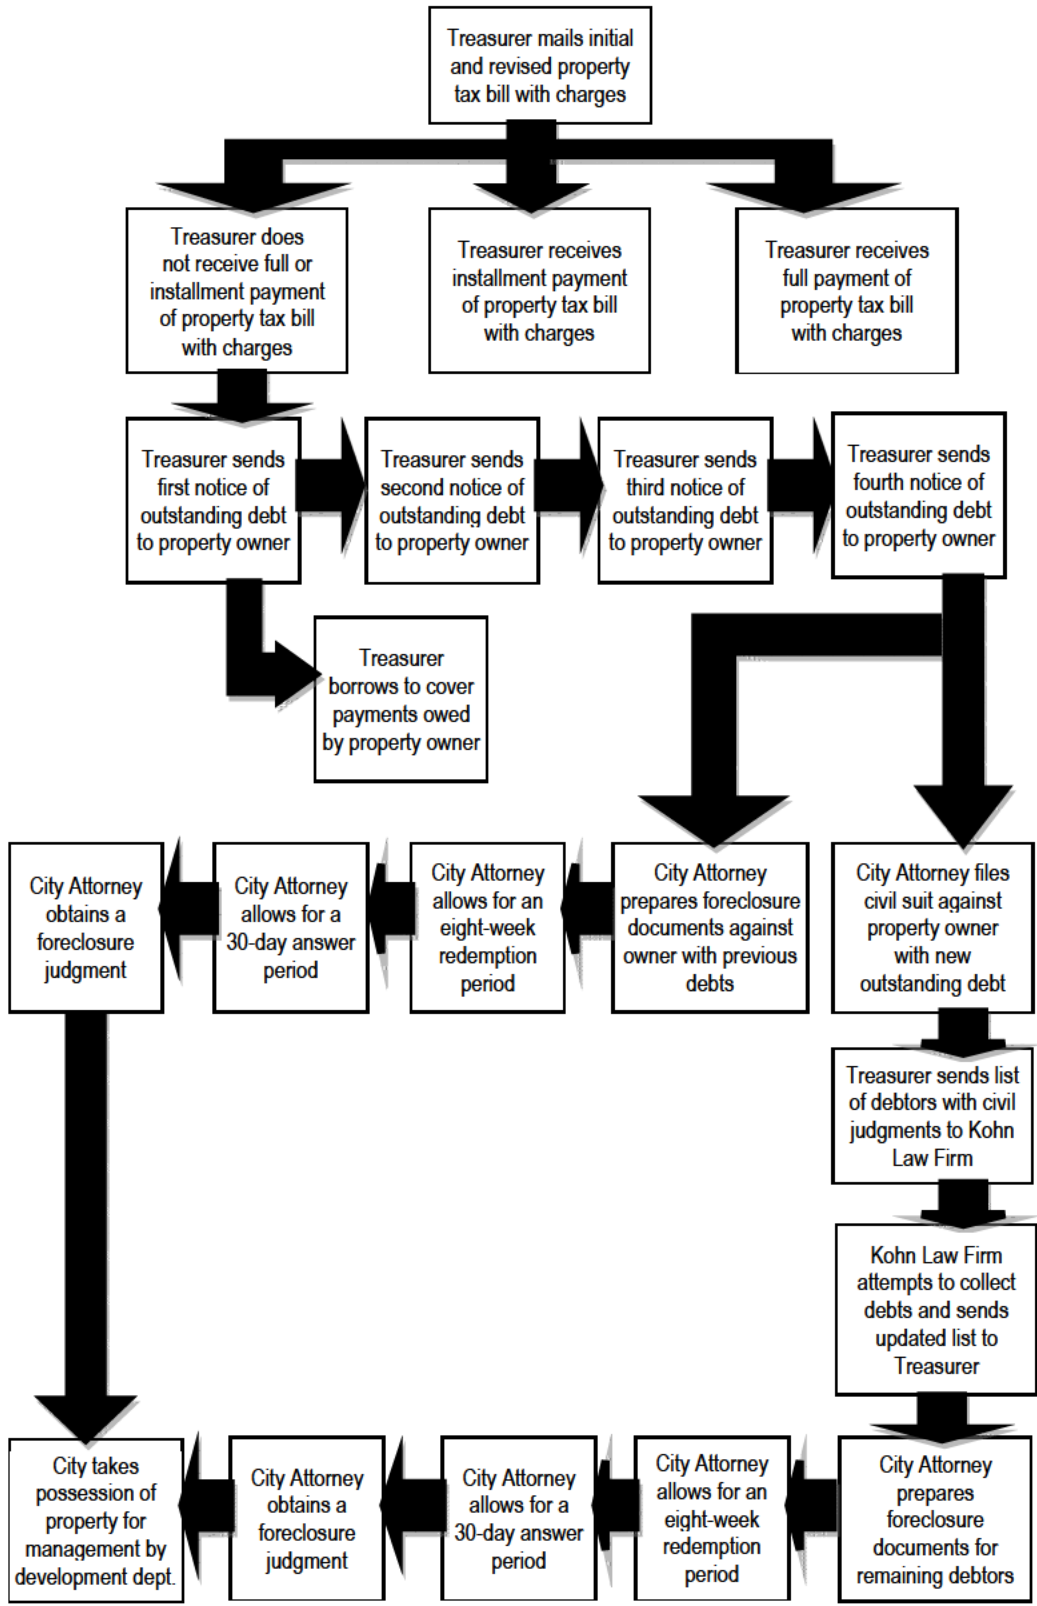 Treasurer mails initial
and revised property
tax bill with charges
Treasurer does
not receive full or
installment payment
of property tax bill
with charges
Treasurer receives
installment payment
of property tax bill
with charges
Treasurer receives
full payment of
property tax bill
with charges
Treasurer sends
first notice of
outstanding debt
to property owner
Treasurer sends
second notice of
outstanding debt
to property owner
Treasurer sends
third notice of
outstanding debt
to property owner
Treasurer sends
fourth notice of
outstanding debt
to property owner
Treasurer
borrows to cover
payments owed
by property owner
City Attorney
obtains a
foreclosure
judgment
City Attorney
allows for a
30-day answer
period
City Attorney
allows for an
eight-week
redemption
period
City Attorney
prepares foreclosure
documents against
owner with previous
debts
City Attorney files
civil suit against
property owner
with new
outstanding debt
Treasurer sends list
of debtors with civil
judgments to Kohn
Law Firm
Kohn Law Firm
attempts to collect
debts and sends
updated list to
Treasurer
City takes
possession of
property for
management by
development dept.
City Attorney
obtains a
foreclosure
judgment
City Attorney
allows for a
30-day answer
period
City Attorney
allows for an
eight-week
redemption
period
City Attorney
prepares
foreclosure
documents for
remaining debtors